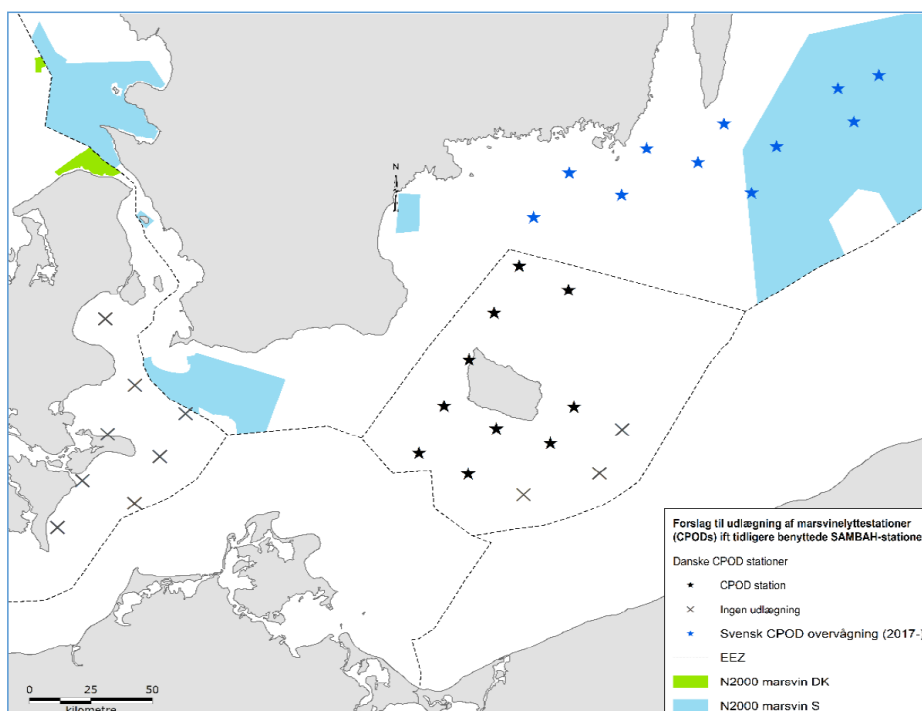 N
Forslag til udlægning af marsvinelyttestationer
(CPODs) ift tidligere benyttede SAMBAH-statione
Danske CPOD stationer
CPOD station
Ingen udlægning
Svensk CPOD overvågning (2017-)
EEZ
N2000 marsvin DK
N2000 marsvin S
0 25 50
kilometre